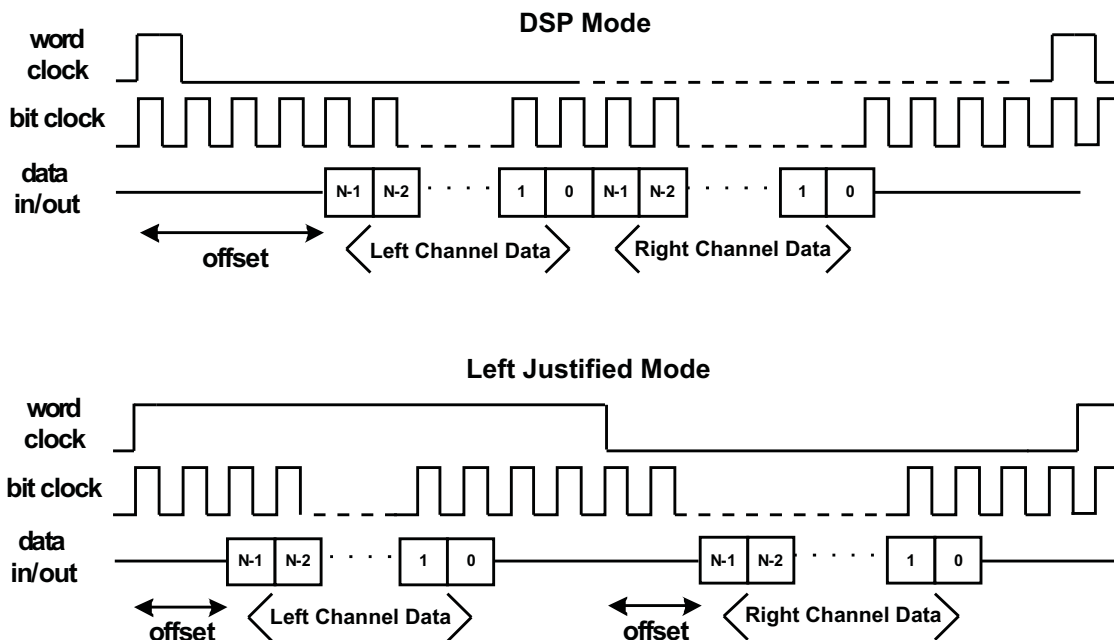 DSP Mode
word
clock
bit clock
data
in/out
N-1 N-2 . . . . . 1 0 N-1 N-2 . . . . . . 1 0
offset
Left Channel Data
Right Channel Data
Left Justified Mode
word
clock
bit clock
data
in/out
N-1 N-2 . . . . . 1 0 N-1 N-2 . . . . . . 1 0
offset
Left Channel Data
offset
Right Channel Data